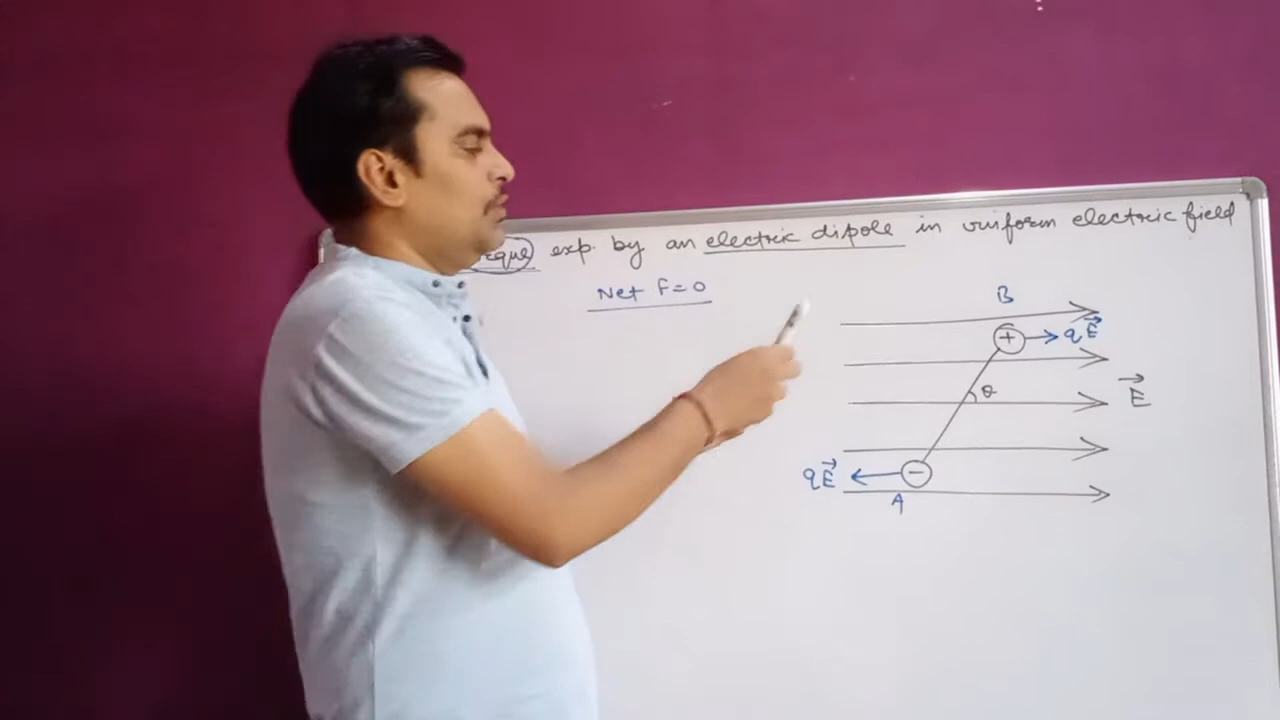 exp. by an electric dipole in uniform electric field
Net F=0
B
+
qE⃗
θ
E⃗
qE⃗
−
A